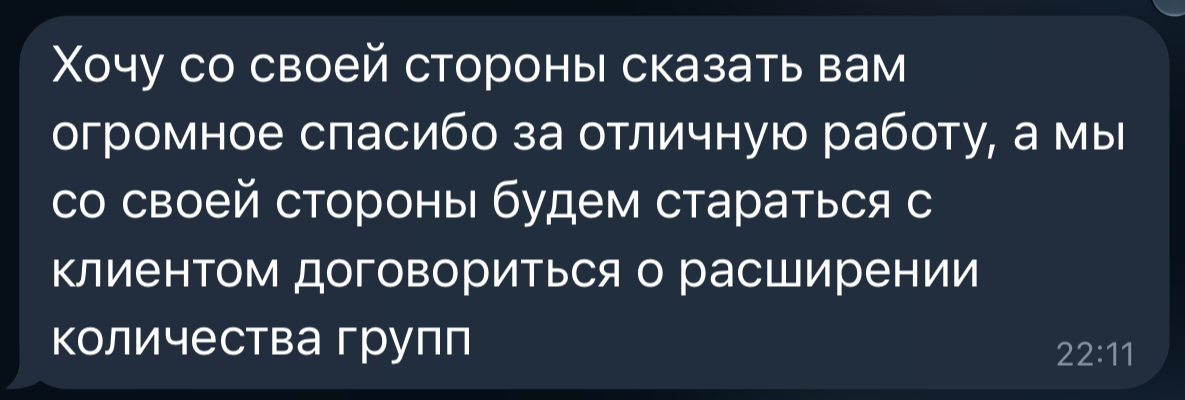 Хочу со своей стороны сказать вам
огромное спасибо за отличную работу, а мы
со своей стороны будем стараться с
клиентом договориться о расширении
количества групп
22:11